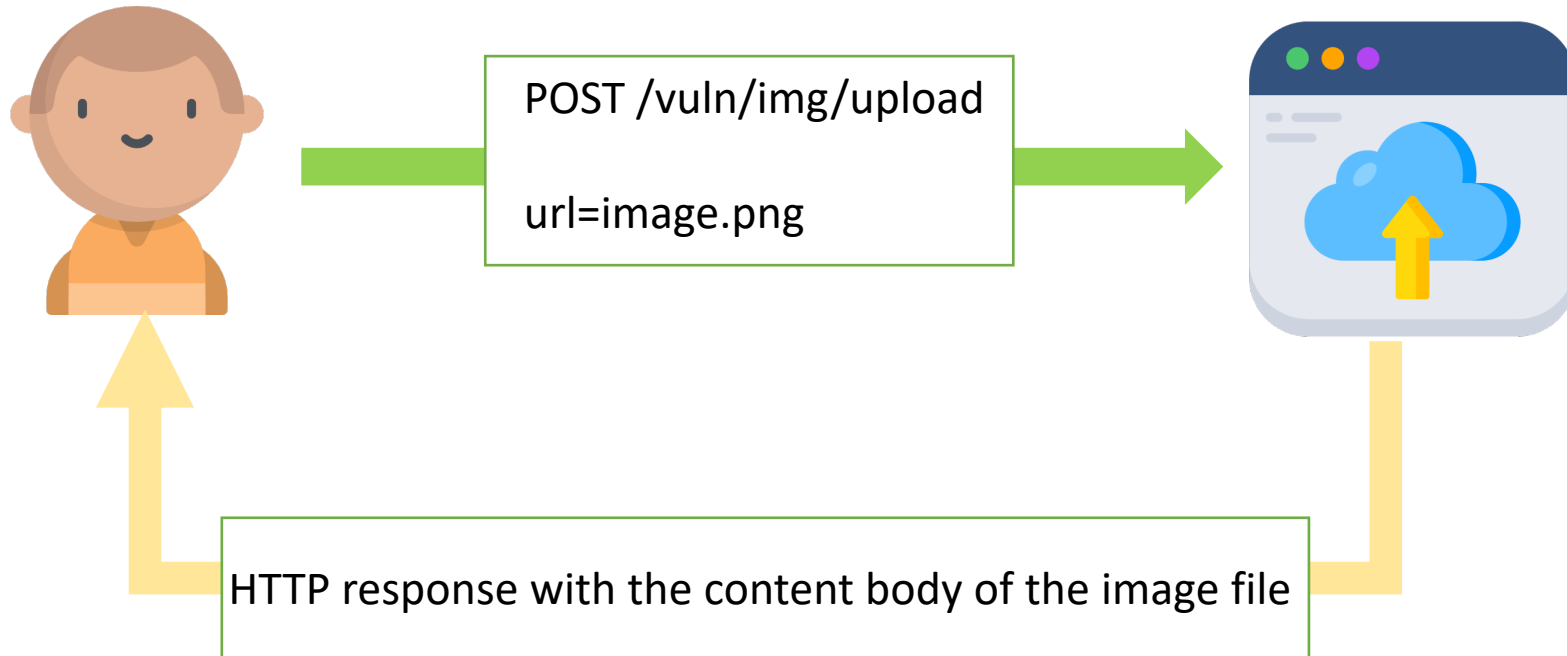 POST /vuln/img/upload
url=image.png
HTTP response with the content body of the image file